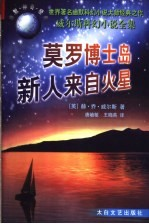 世界著名幽默科幻小说大师经典之作
威尔斯科幻小说全集
莫罗博士岛
新人来自火星
[英] 赫·乔·威尔斯 著
太白文艺出版社